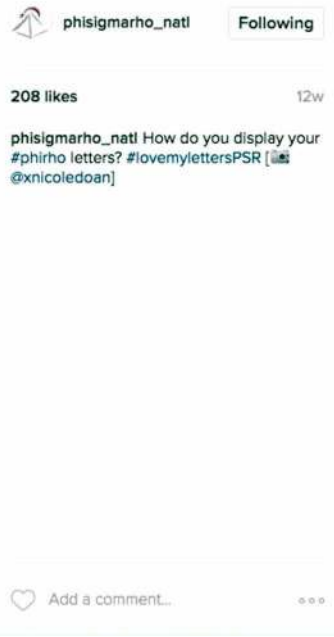 phisigmarho_natl Following
208 likes 12w
phisigmarho_natl How do you display your
#phirho letters? #lovemylettersPSR [📷
@xnicoledoan]
Add a comment...